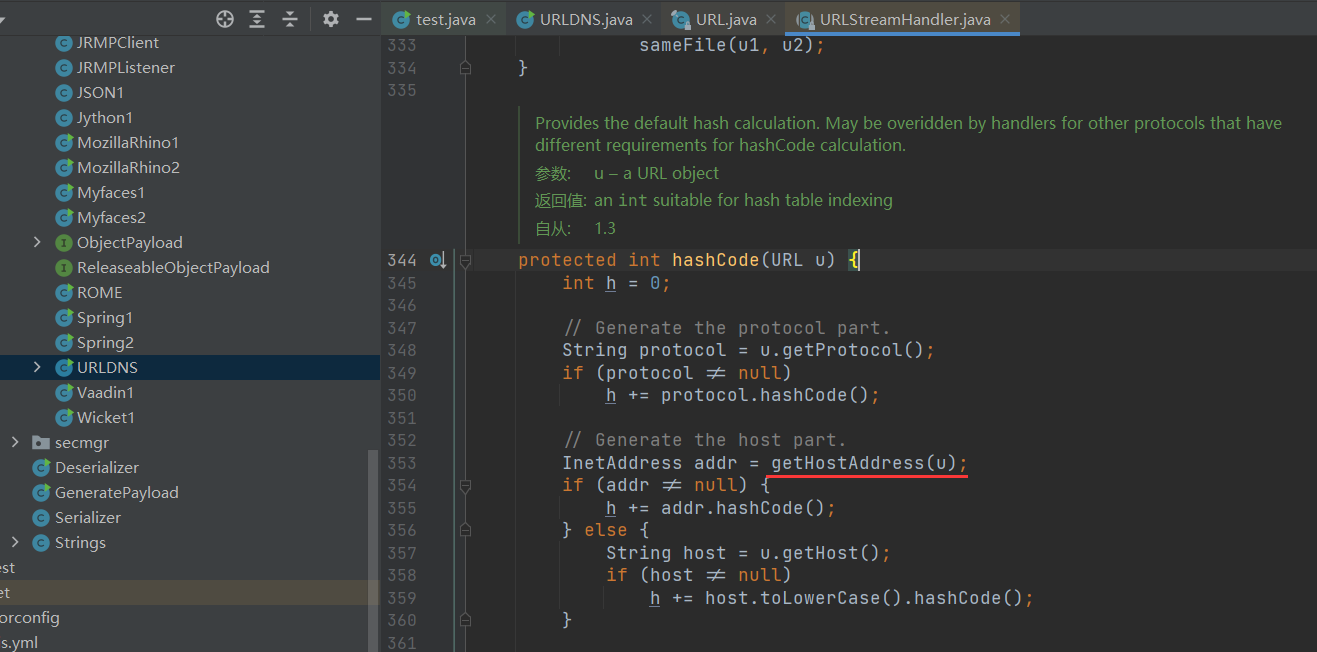 test.java
URLDNS.java
URL.java
URLStreamHandler.java
JRMPClient
JRMPListener
JSON1
Jython1
MozillaRhino1
MozillaRhino2
Myfaces1
Myfaces2
ObjectPayload
ReleaseableObjectPayload
ROME
Spring1
Spring2
URLDNS
Vaadin1
Wicket1
secmgr
Deserializer
GeneratePayload
Serializer
Strings
est
et
orconfig
s.yml
333 sameFile(u1, u2);
334 }
335
Provides the default hash calculation. May be overidden by handlers for other protocols that have
different requirements for hashCode calculation.
参数: u – a URL object
返回值: an int suitable for hash table indexing
自从: 1.3
344 protected int hashCode(URL u) {
345 int h = 0;
346
347 // Generate the protocol part.
348 String protocol = u.getProtocol();
349 if (protocol ≠ null)
350 h += protocol.hashCode();
351
352 // Generate the host part.
353 InetAddress addr = getHostAddress(u);
354 if (addr ≠ null) {
355 h += addr.hashCode();
356 } else {
357 String host = u.getHost();
358 if (host ≠ null)
359 h += host.toLowerCase().hashCode();
360 }
361